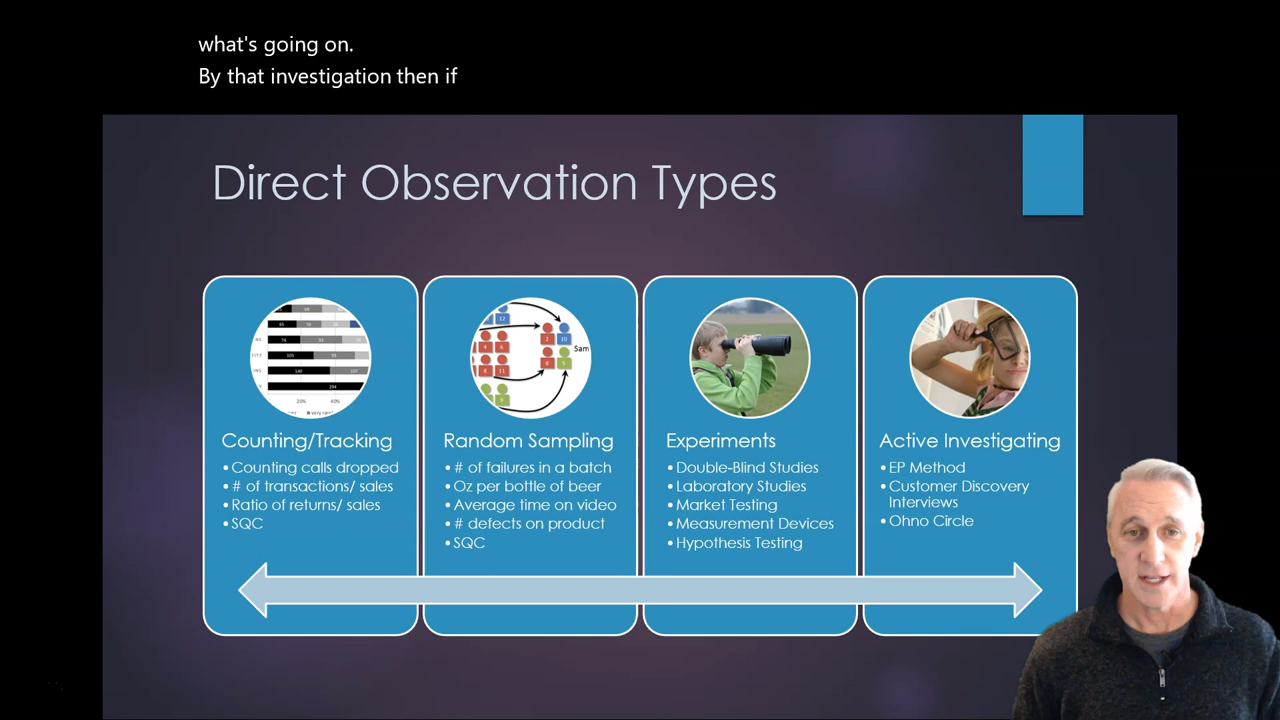 what's going on.
By that investigation then if
Direct Observation Types
Counting/Tracking
• Counting calls dropped
• # of transactions/ sales
• Ratio of returns/ sales
• SQC
Sam
Random Sampling
• # of failures in a batch
• Oz per bottle of beer
• Average time on video
• # defects on product
• SQC
Experiments
• Double-Blind Studies
• Laboratory Studies
• Market Testing
• Measurement Devices
• Hypothesis Testing
Active Investigating
• EP Method
• Customer Discovery
Interviews
• Ohno Circle